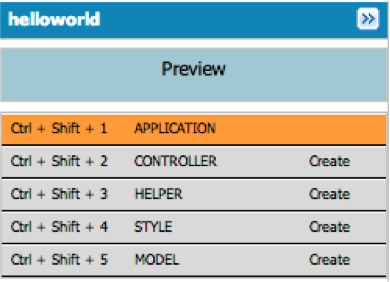 helloworld
Preview
Ctrl + Shift + 1 APPLICATION
Ctrl + Shift + 2 CONTROLLER Create
Ctrl + Shift + 3 HELPER Create
Ctrl + Shift + 4 STYLE Create
Ctrl + Shift + 5 MODEL Create